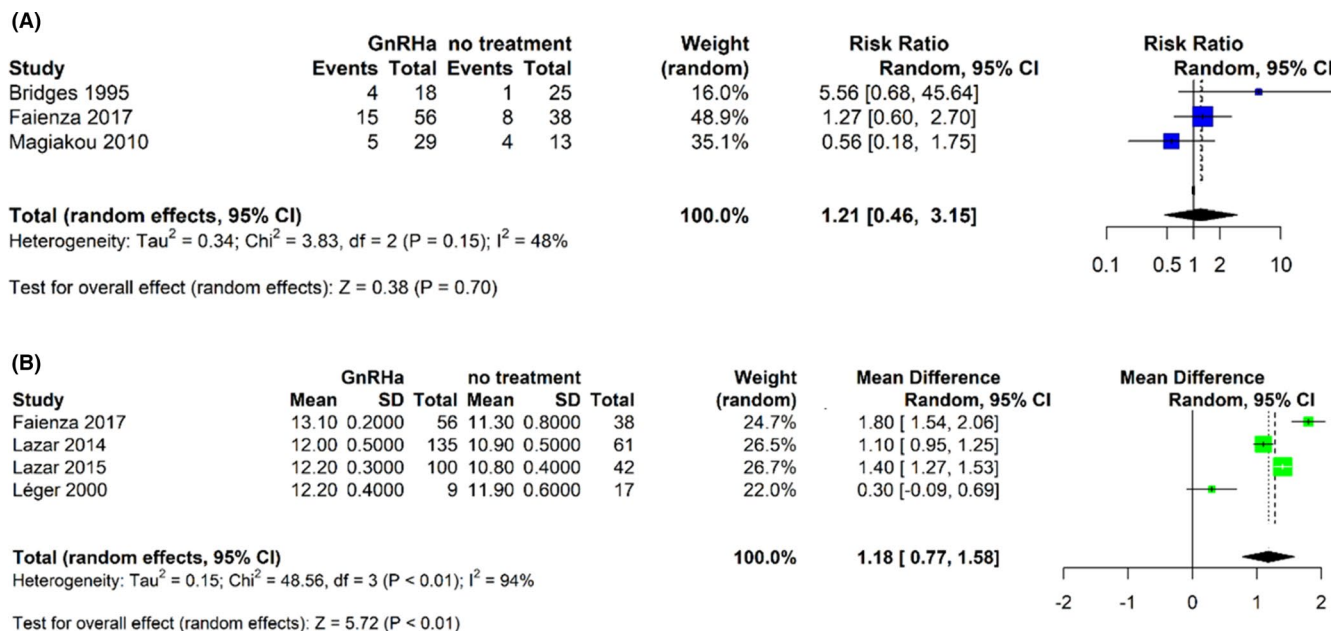 (A)
GnRHa no treatment Weight Risk Ratio Risk Ratio
Study Events Total Events Total (random) Random, 95% CI Random, 95% CI
Bridges 1995 4 18 1 25 16.0% 5.56 [0.68, 45.64]
Faienza 2017 15 56 8 38 48.9% 1.27 [0.60, 2.70]
Magiakou 2010 5 29 4 13 35.1% 0.56 [0.18, 1.75]
Total (random effects, 95% CI) 100.0% 1.21 [0.46, 3.15]
Heterogeneity: Tau² = 0.34; Chi² = 3.83, df = 2 (P = 0.15); I² = 48%
0.1 0.5 1 2 10
Test for overall effect (random effects): Z = 0.38 (P = 0.70)
(B)
GnRHa no treatment Weight Mean Difference Mean Difference
Study Mean SD Total Mean SD Total (random) Random, 95% CI Random, 95% CI
Faienza 2017 13.10 0.2000 56 11.30 0.8000 38 24.7% 1.80 [ 1.54, 2.06]
Lazar 2014 12.00 0.5000 135 10.90 0.5000 61 26.5% 1.10 [ 0.95, 1.25]
Lazar 2015 12.20 0.3000 100 10.80 0.4000 42 26.7% 1.40 [ 1.27, 1.53]
Léger 2000 12.20 0.4000 9 11.90 0.6000 17 22.0% 0.30 [-0.09, 0.69]
Total (random effects, 95% CI) 100.0% 1.18 [ 0.77, 1.58]
Heterogeneity: Tau² = 0.15; Chi² = 48.56, df = 3 (P < 0.01); I² = 94%
-2 -1 0 1 2
Test for overall effect (random effects): Z = 5.72 (P < 0.01)